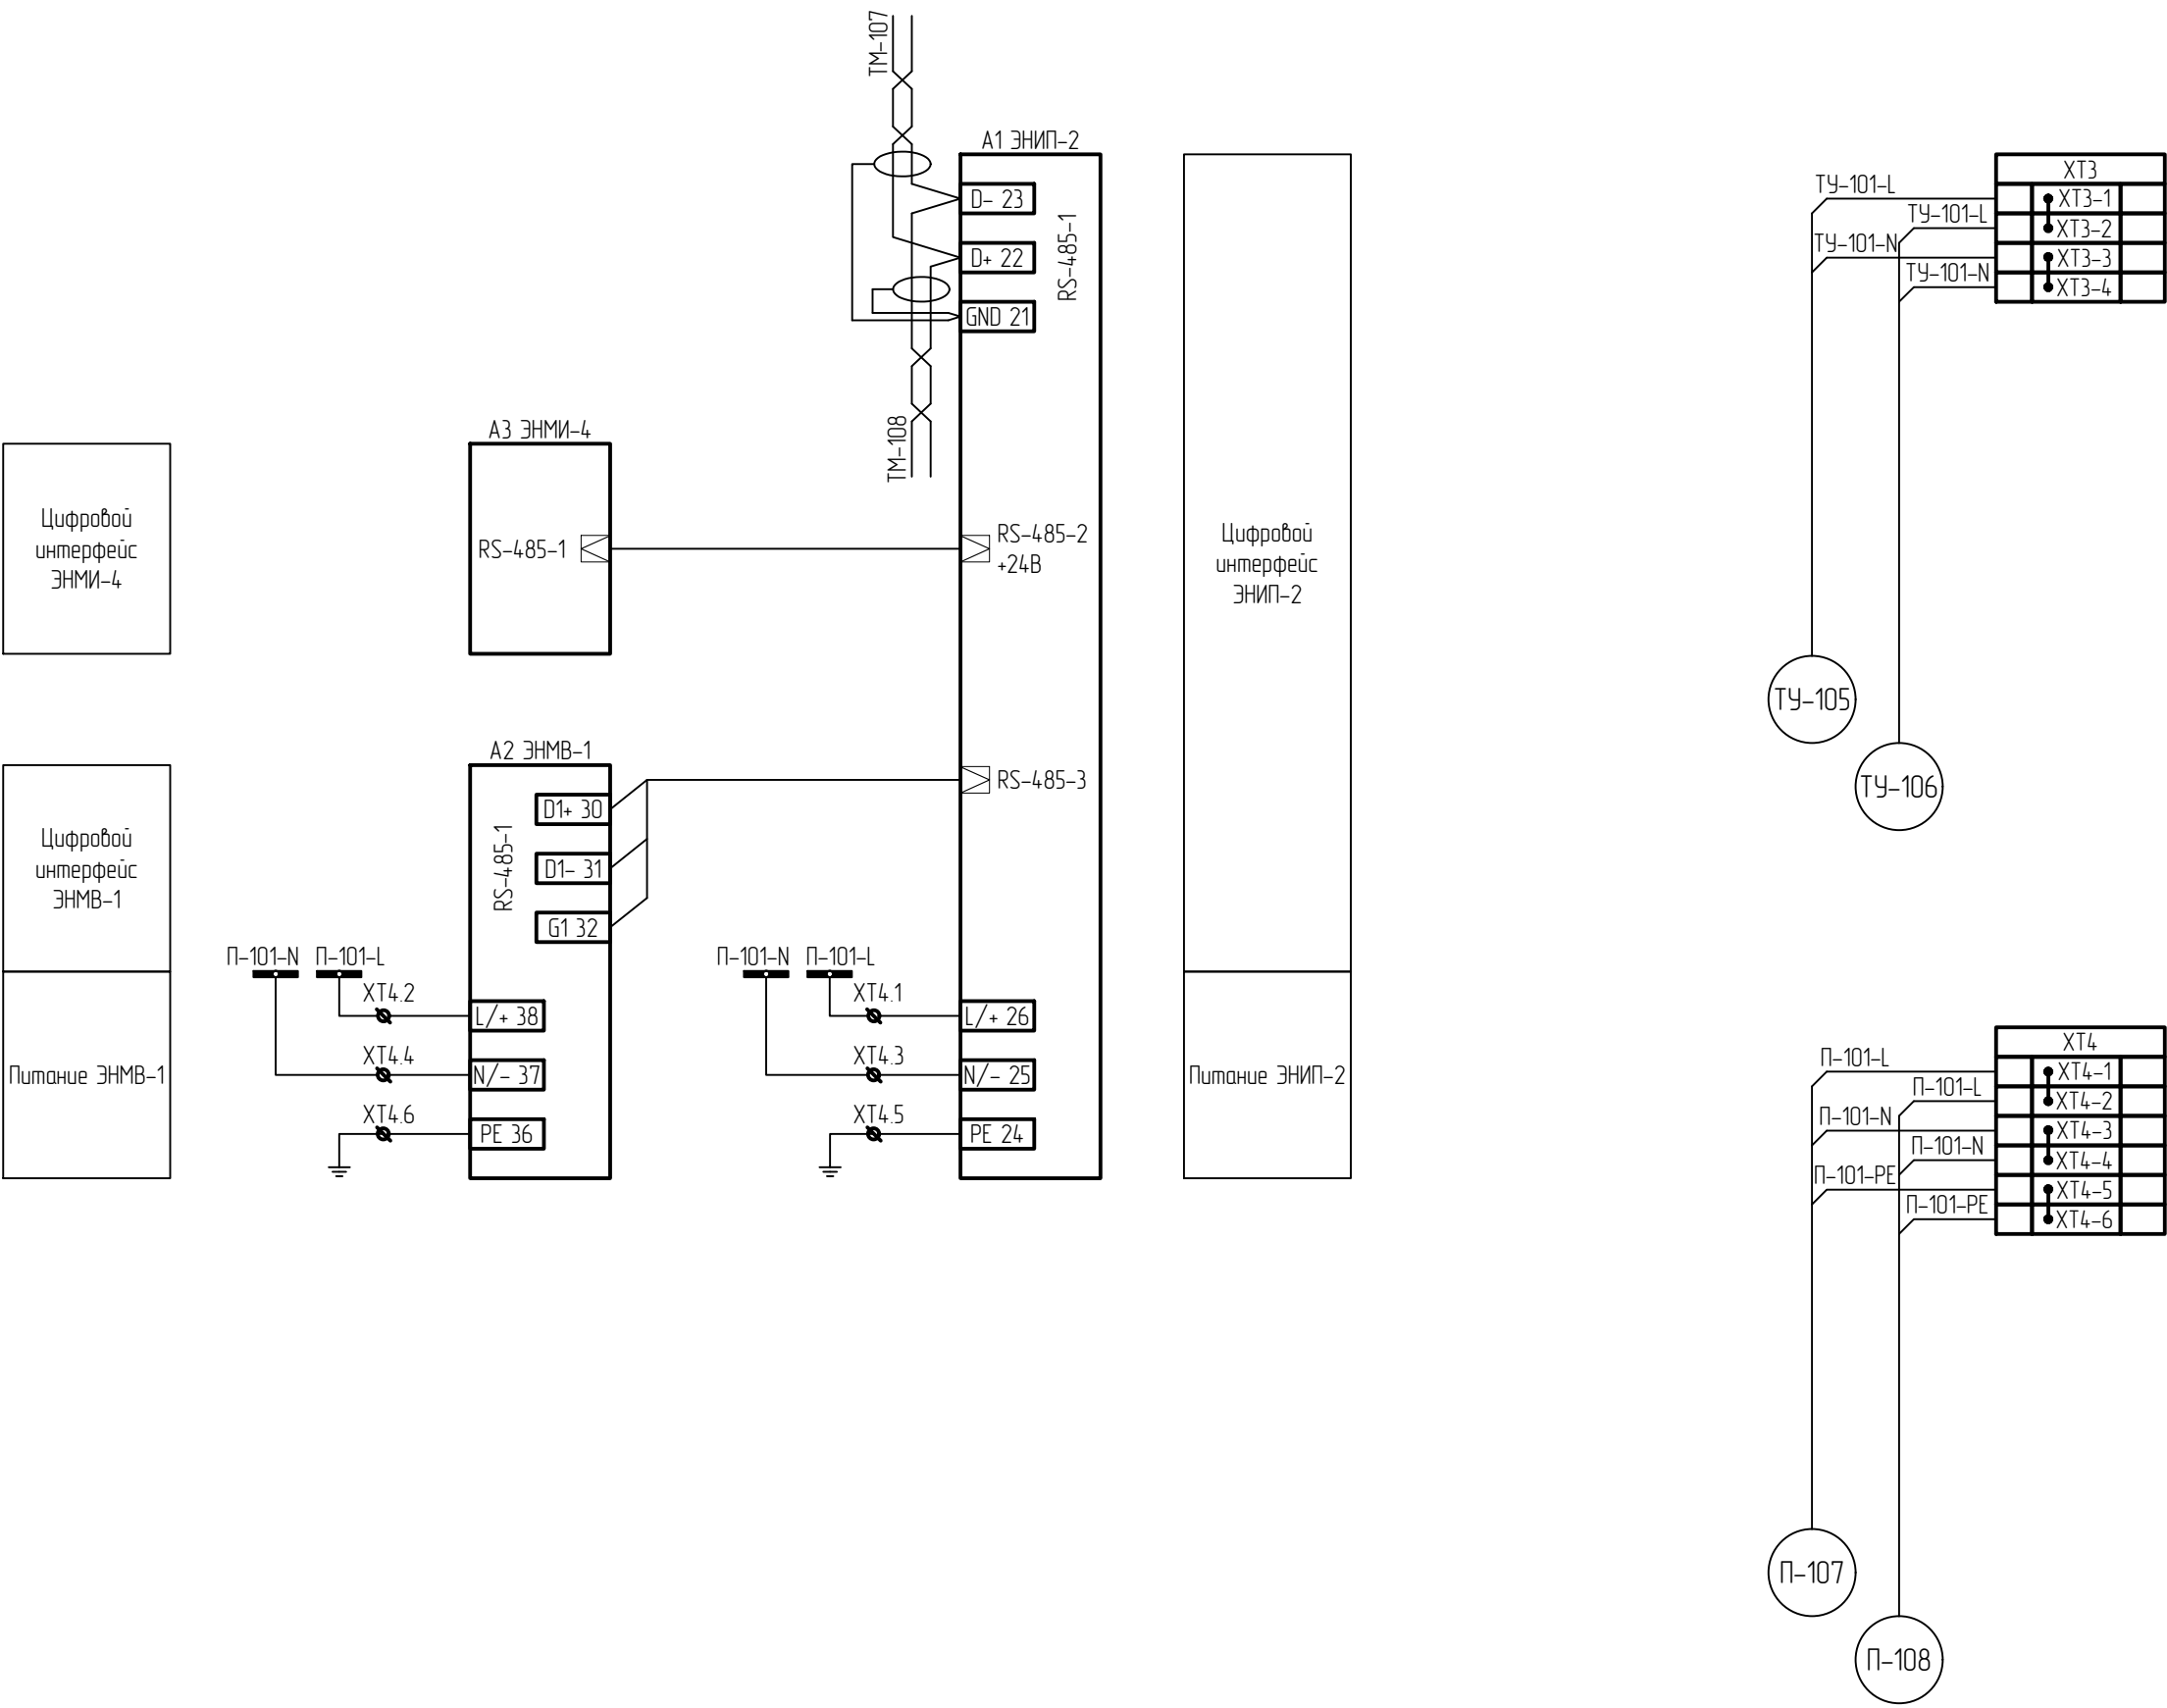 ТМ-107
А1 ЭНИП-2
D- 23
D+ 22
GND 21
RS-485-1
ТМ-108
А3 ЭНМИ-4
RS-485-1
RS-485-2
+24В
Цифровой
интерфейс
ЭНМИ-4
Цифровой
интерфейс
ЭНИП-2
А2 ЭНМВ-1
D1+ 30
D1- 31
G1 32
RS-485-1
RS-485-3
Цифровой
интерфейс
ЭНМВ-1
Питание ЭНМВ-1
П-101-N
П-101-L
ХТ4.2
L/+ 38
ХТ4.4
N/- 37
ХТ4.6
PE 36
П-101-N
П-101-L
ХТ4.1
L/+ 26
ХТ4.3
N/- 25
ХТ4.5
PE 24
Питание ЭНИП-2
ХТ3
ТУ-101-L
ХТ3-1
ТУ-101-L
ХТ3-2
ТУ-101-N
ХТ3-3
ТУ-101-N
ХТ3-4
ТУ-105
ТУ-106
ХТ4
П-101-L
ХТ4-1
П-101-L
ХТ4-2
П-101-N
ХТ4-3
П-101-N
ХТ4-4
П-101-PE
ХТ4-5
П-101-PE
ХТ4-6
П-107
П-108